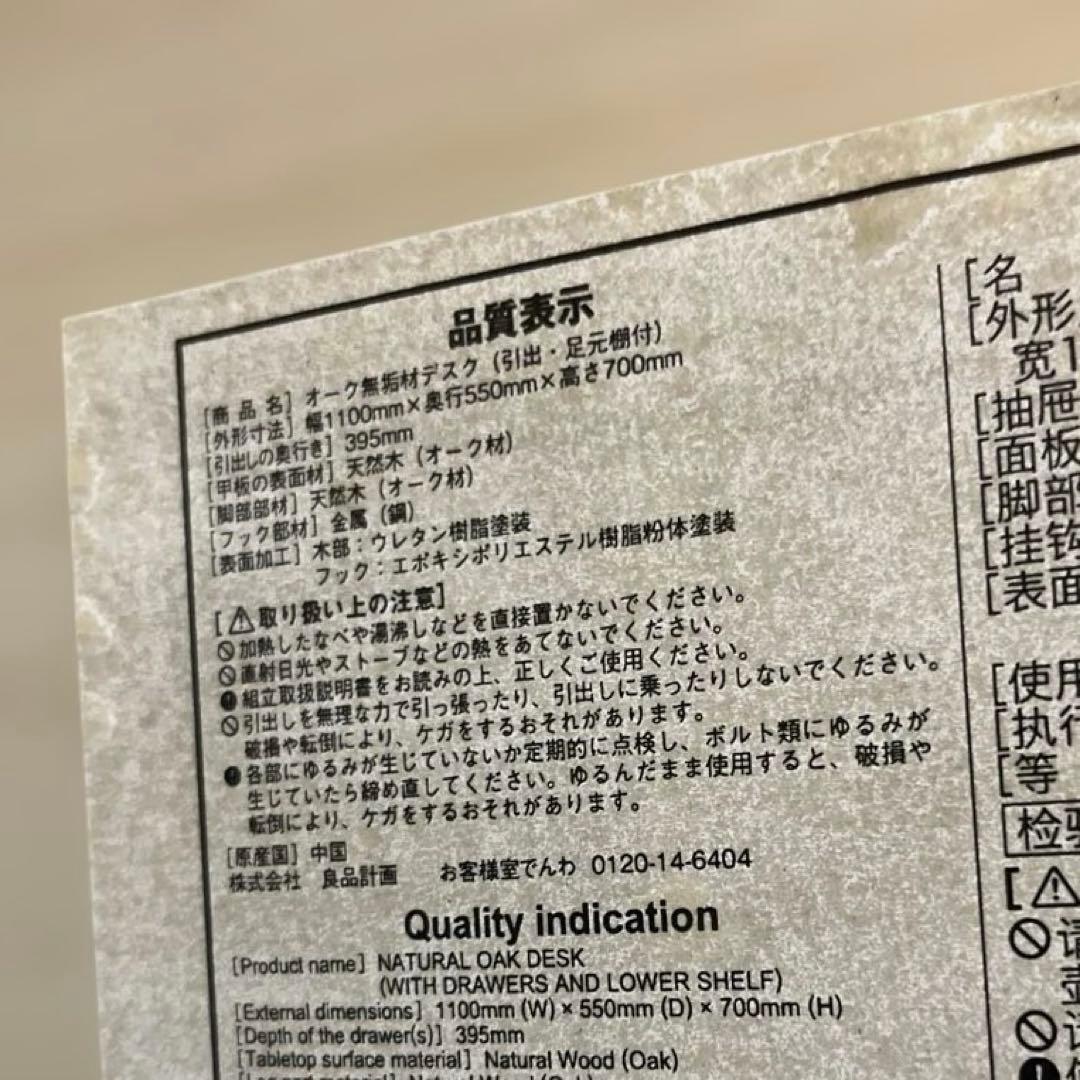 品質表示
[商 品 名] オーク無垢材デスク(引出・足元棚付)
[外形寸法] 幅1100mm×奥行550mm×高さ700mm
[引出しの奥行き] 395mm
[甲板の表面材] 天然木(オーク材)
[脚部部材] 天然木(オーク材)
[フック部材] 金属(鋼)
[表面加工] 木部:ウレタン樹脂塗装
フック:エポキシポリエステル樹脂粉体塗装
[⚠取り扱い上の注意]
加熱したなべや湯沸しなどを直接置かないでください。
直射日光やストーブなどの熱をあてないでください。
組立取扱説明書をお読みの上、正しくご使用ください。
引出しを無理な力で引っ張ったり、引出しに乗ったりしないでください。
破損や転倒により、ケガをするおそれがあります。
各部にゆるみが生じていないか定期的に点検し、ボルト類にゆるみが
生じていたら締め直してください。ゆるんだまま使用すると、破損や
転倒により、ケガをするおそれがあります。
[原産国] 中国
株式会社 良品計画 お客様室でんわ 0120-14-6404
Quality indication
[Product name] NATURAL OAK DESK
(WITH DRAWERS AND LOWER SHELF)
[External dimensions] 1100mm (W) × 550mm (D) × 700mm (H)
[Depth of the drawer(s)] 395mm
[Tabletop surface material] Natural Wood (Oak)
[名
[外形
宽1
[抽屉
[面板
[脚部
[挂钩
[表面
[使用
[执行
[等
检验
[⚠
请